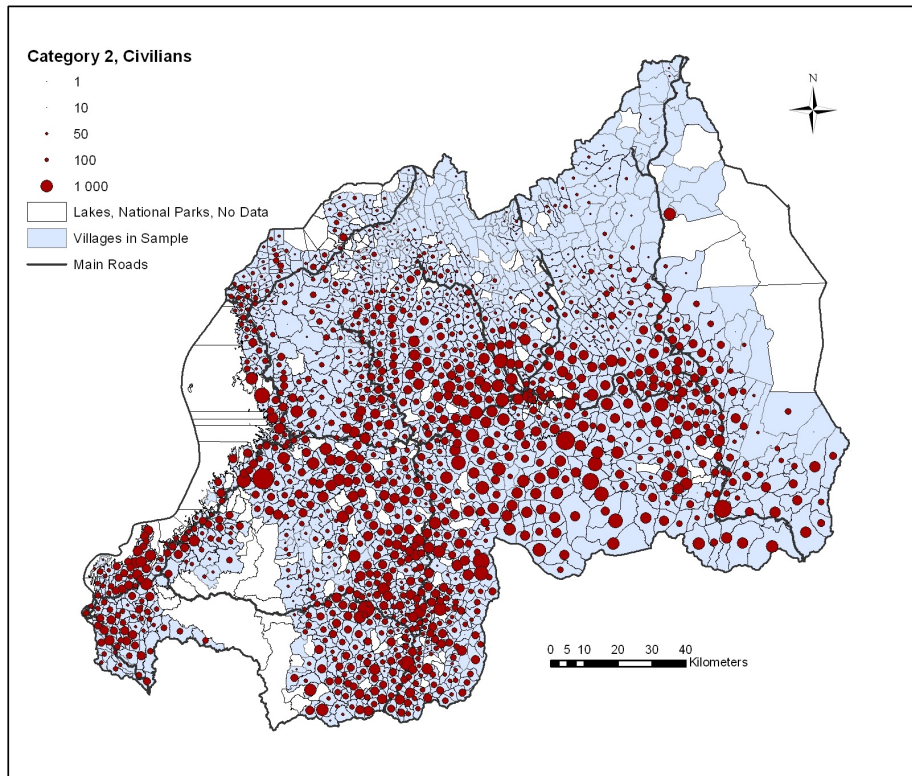 Category 2, Civilians
1
10
50
100
1 000
Lakes, National Parks, No Data
Villages in Sample
Main Roads
N
0 5 10 20 30 40
Kilometers